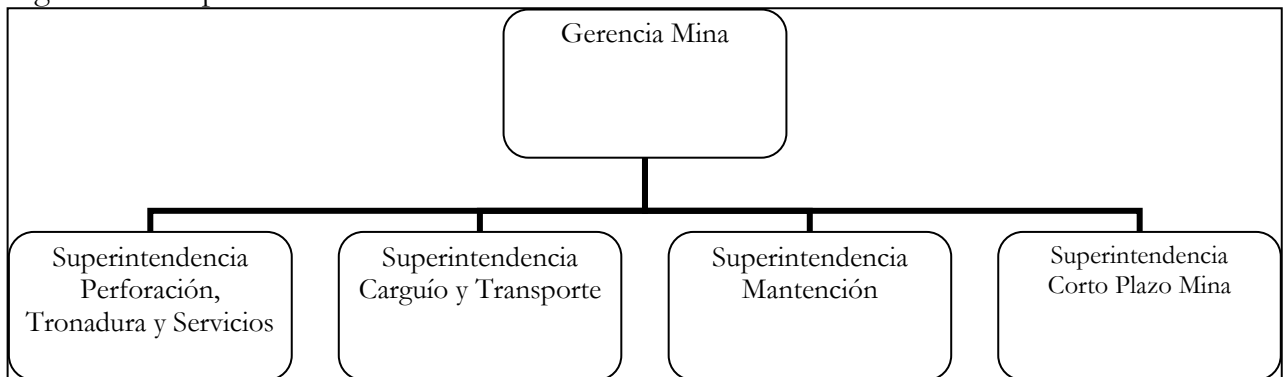 Gerencia Mina
Superintendencia
Perforación,
Tronadura y Servicios
Superintendencia
Carguío y Transporte
Superintendencia
Mantención
Superintendencia
Corto Plazo Mina